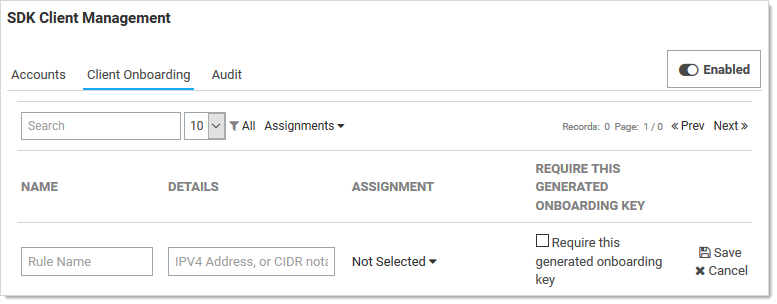 SDK Client Management
Accounts Client Onboarding Audit Enabled
Search 10 All Assignments Records: 0 Page: 1 / 0 « Prev Next »
NAME DETAILS ASSIGNMENT REQUIRE THIS
GENERATED
ONBOARDING KEY
Rule Name IPV4 Address, or CIDR nota Not Selected Require this
generated onboarding
key
Save
Cancel